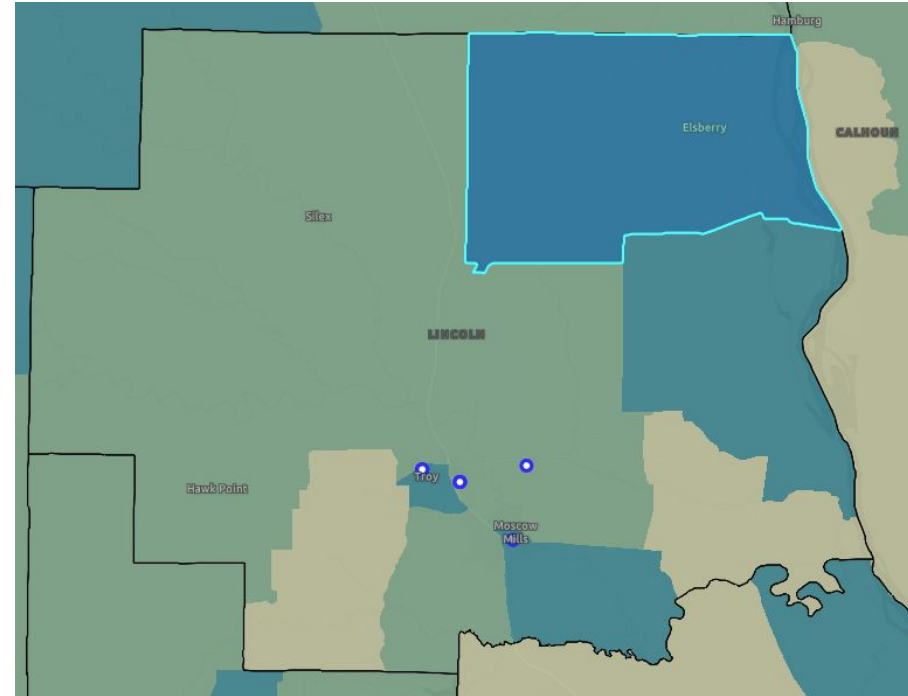 Hamburg
Elsberry
CALHOUN
Silex
LINCOLN
Troy
Hawk Point
Moscow
Mills